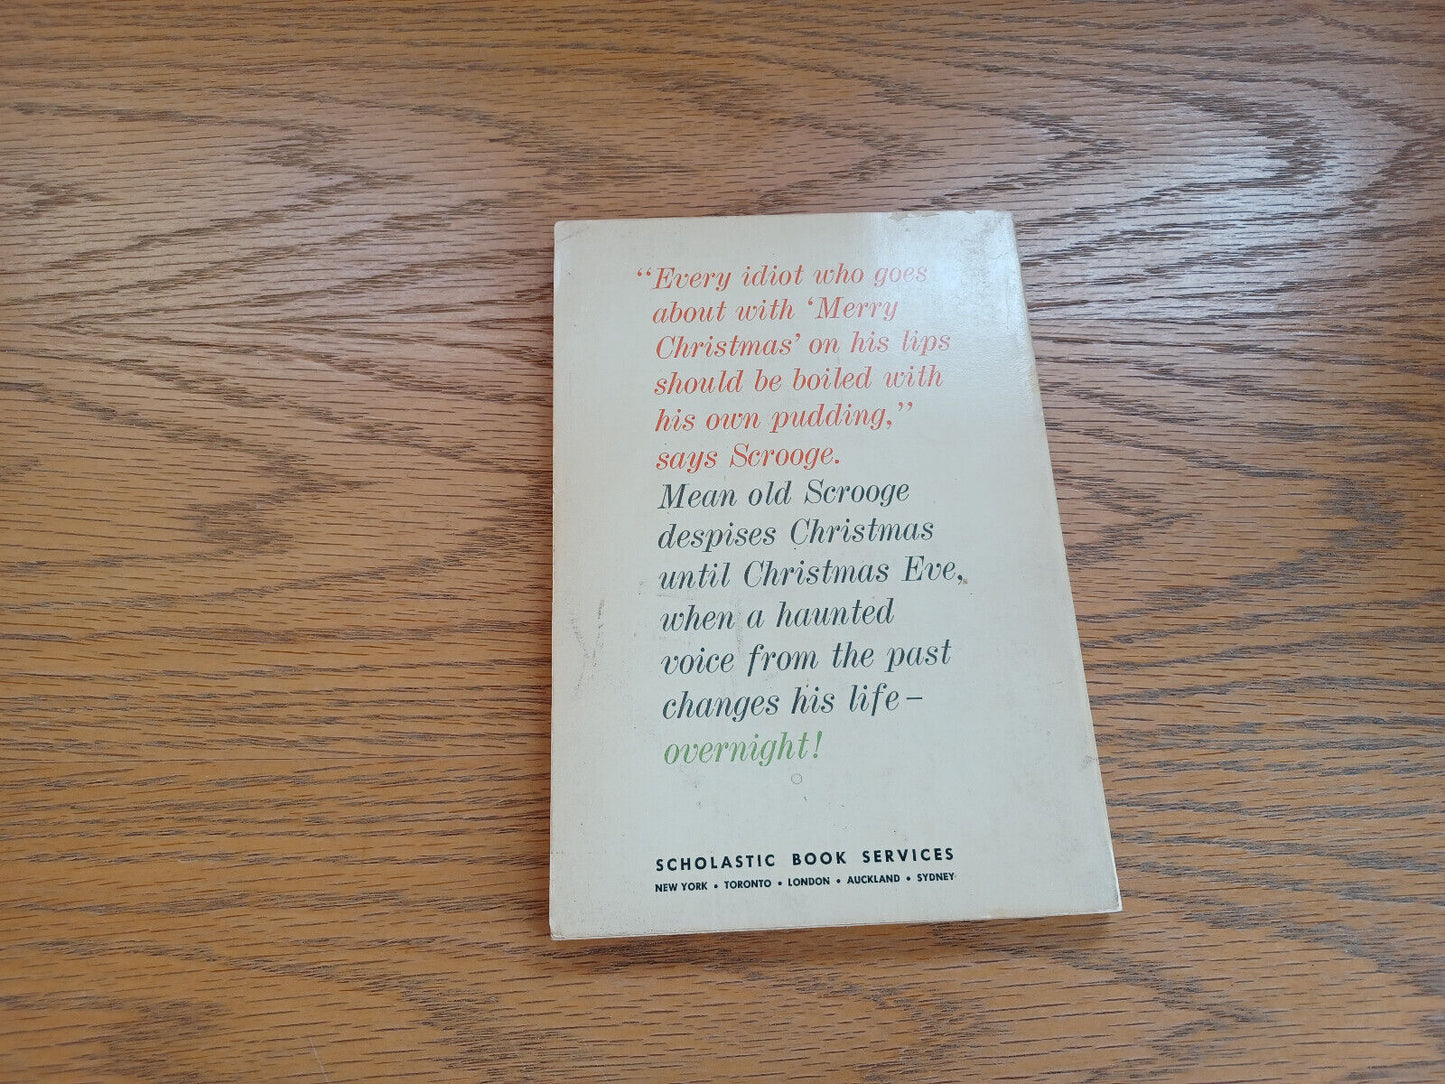 “Every idiot who goes
about with ‘Merry
Christmas’ on his lips
should be boiled with
his own pudding,”
says Scrooge.
Mean old Scrooge
despises Christmas
until Christmas Eve,
when a haunted
voice from the past
changes his life –
overnight!
SCHOLASTIC BOOK SERVICES
NEW YORK • TORONTO • LONDON • AUCKLAND • SYDNEY